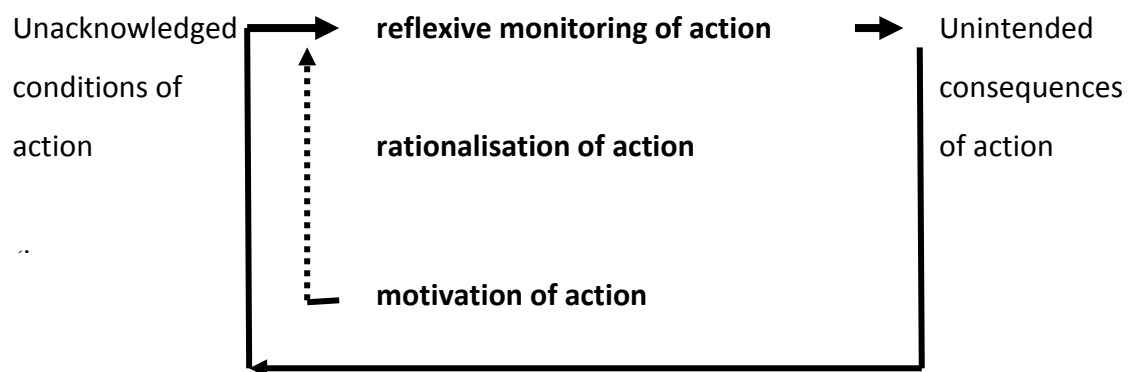 Unacknowledged
conditions of
action
reflexive monitoring of action
rationalisation of action
motivation of action
Unintended
consequences
of action